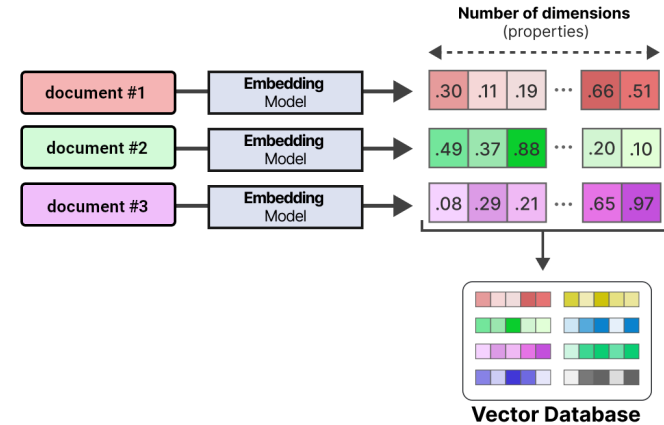 Number of dimensions
(properties)
document #1
Embedding
Model
.30 .11 .19 ... .66 .51
document #2
Embedding
Model
.49 .37 .88 ... .20 .10
document #3
Embedding
Model
.08 .29 .21 ... .65 .97
Vector Database